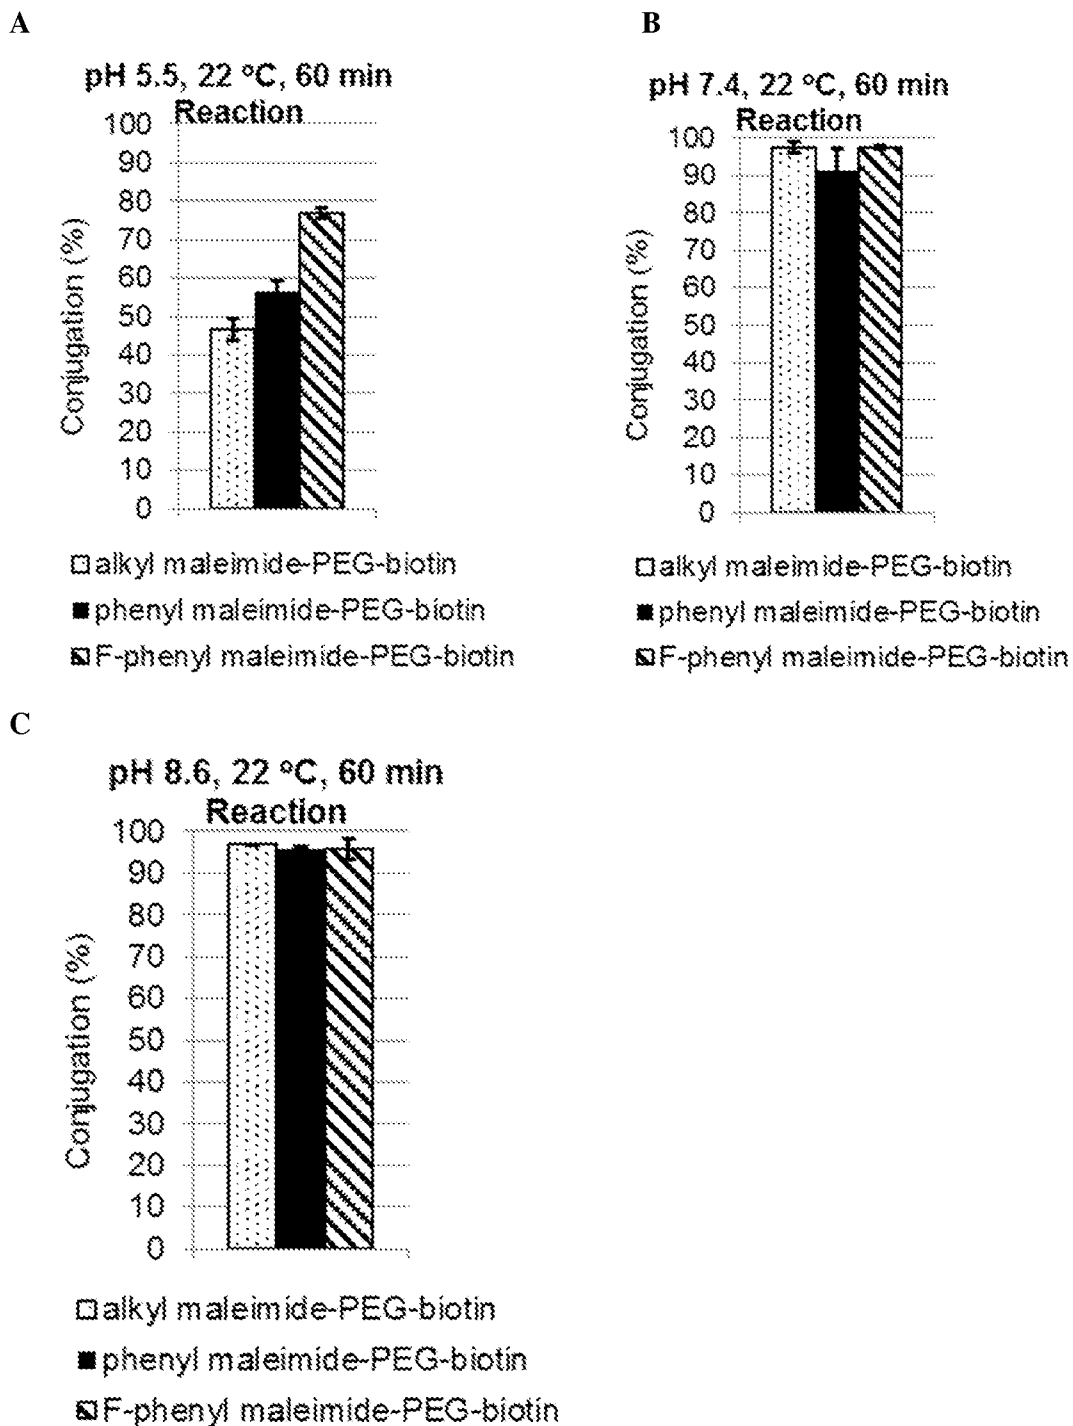 A
pH 5.5, 22 °C, 60 min
Reaction
100
90
80
70
60
50
40
30
20
10
0
Conjugation (%)
alkyl maleimide-PEG-biotin
phenyl maleimide-PEG-biotin
F-phenyl maleimide-PEG-biotin
B
pH 7.4, 22 °C, 60 min
Reaction
100
90
80
70
60
50
40
30
20
10
0
Conjugation (%)
alkyl maleimide-PEG-biotin
phenyl maleimide-PEG-biotin
F-phenyl maleimide-PEG-biotin
C
pH 8.6, 22 °C, 60 min
Reaction
100
90
80
70
60
50
40
30
20
10
0
Conjugation (%)
alkyl maleimide-PEG-biotin
phenyl maleimide-PEG-biotin
F-phenyl maleimide-PEG-biotin